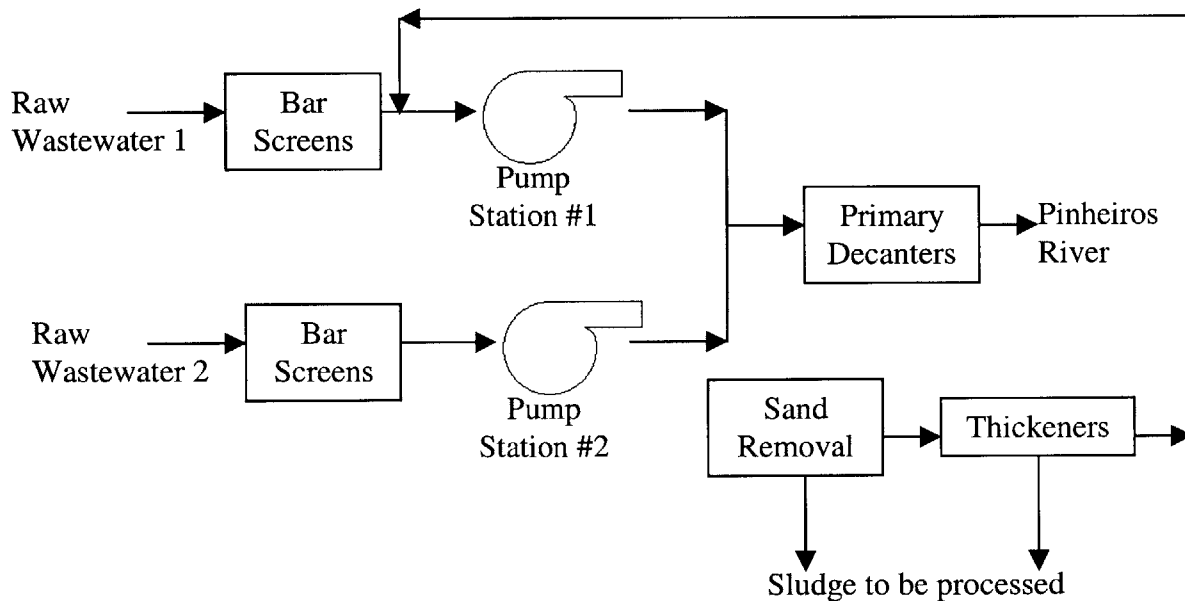 Raw
Wastewater 1
Bar
Screens
Pump
Station #1
Primary
Decanters
Pinheiros
River
Raw
Wastewater 2
Bar
Screens
Pump
Station #2
Sand
Removal
Thickeners
Sludge to be processed